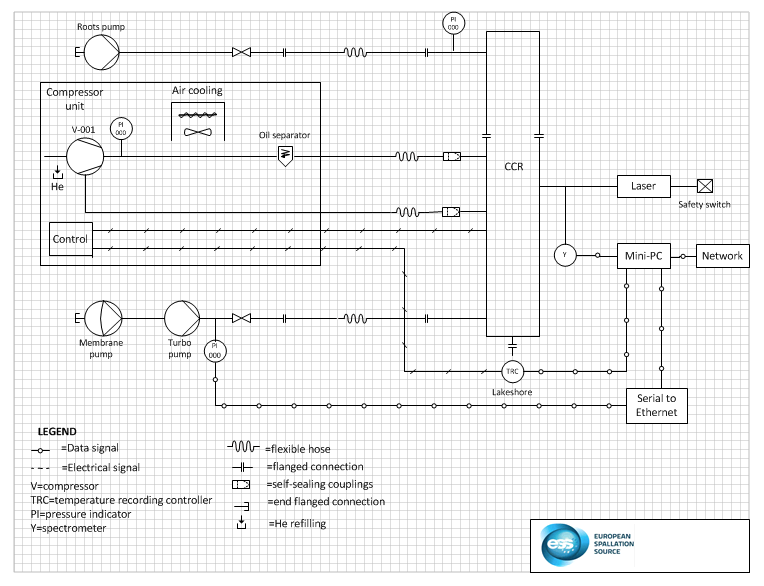 Roots pump
PI
000
Compressor
unit
Air cooling
V-001
PI
000
Oil separator
He
CCR
Laser
Safety switch
Control
Y
Mini-PC
Network
Membrane
pump
Turbo
pump
PI
000
TRC
Lakeshore
Serial to
Ethernet
LEGEND
=Data signal
=Electrical signal
V=compressor
TRC=temperature recording controller
PI=pressure indicator
Y=spectrometer
=flexible hose
=flanged connection
=self-sealing couplings
=end flanged connection
=He refilling
ess
EUROPEAN
SPALLATION
SOURCE